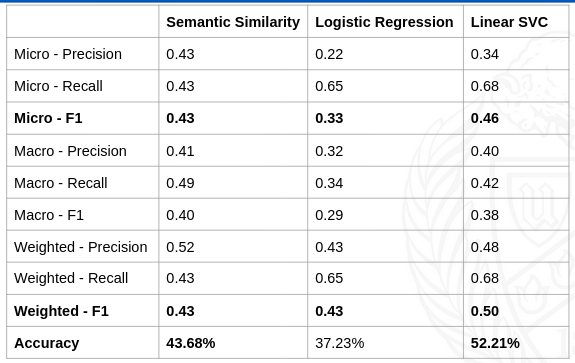 Semantic Similarity Logistic Regression Linear SVC
Micro - Precision 0.43 0.22 0.34
Micro - Recall 0.43 0.65 0.68
Micro - F1 0.43 0.33 0.46
Macro - Precision 0.41 0.32 0.40
Macro - Recall 0.49 0.34 0.42
Macro - F1 0.40 0.29 0.38
Weighted - Precision 0.52 0.43 0.48
Weighted - Recall 0.43 0.65 0.68
Weighted - F1 0.43 0.43 0.50
Accuracy 43.68% 37.23% 52.21%